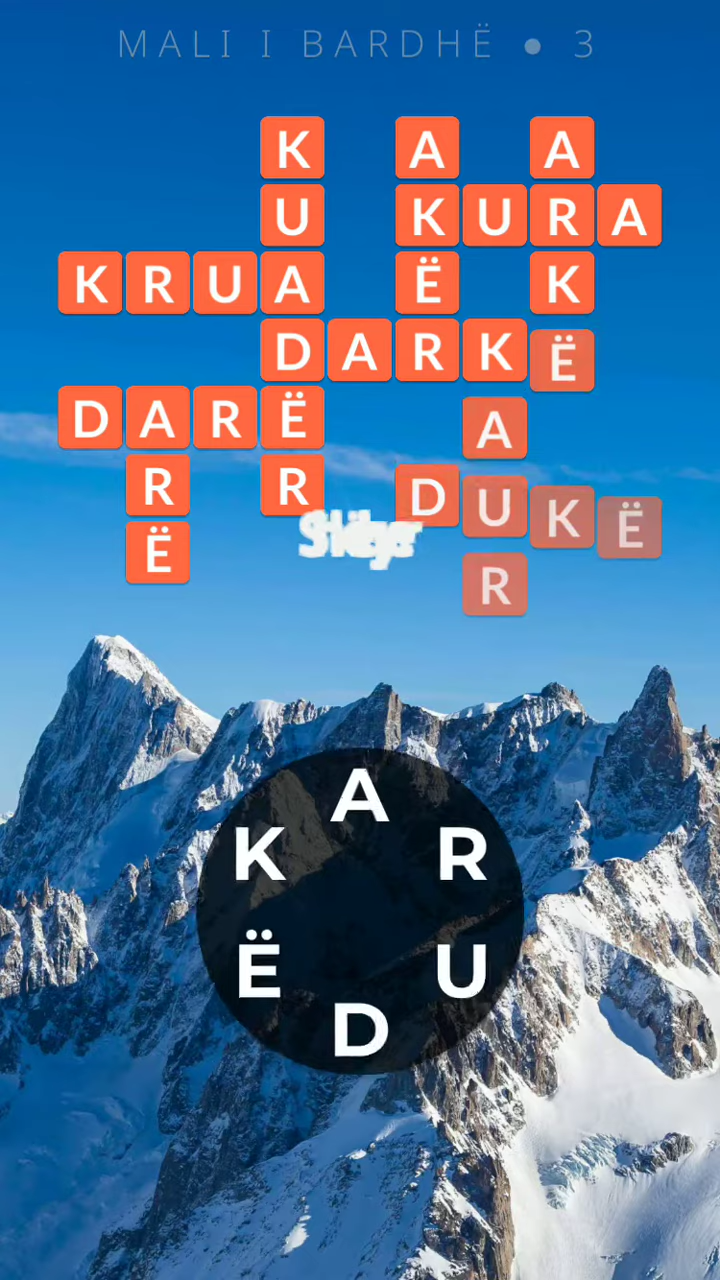 MALI I BARDHË • 3
K A A
U K U R A
K R U A Ë K
D A R K Ë
D A R Ë A
R R D U K Ë
Ë R
A
K R
Ë U
D